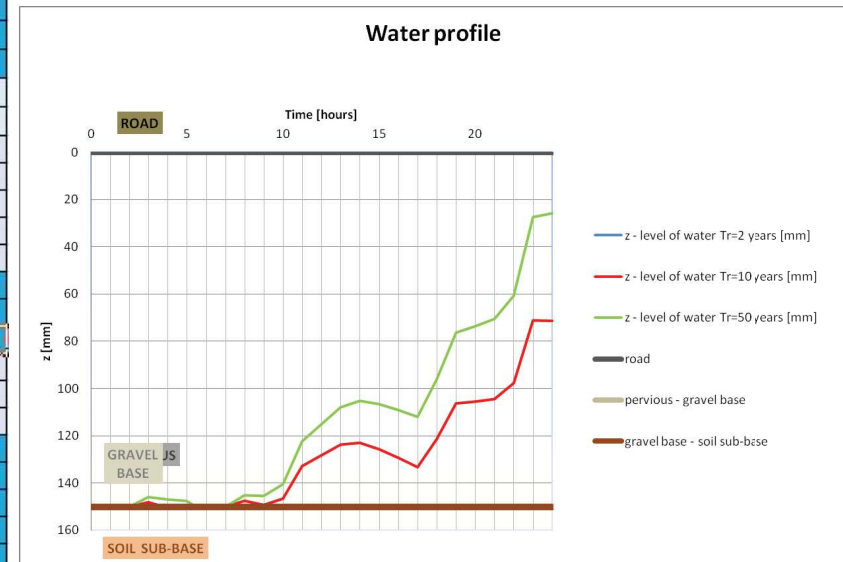 Water profile
Time [hours]
ROAD
0 5 10 15 20
0
20
40
60
80
100
120
140
160
z [mm]
GRAVEL US
BASE
SOIL SUB-BASE
z - level of water Tr=2 years [mm]
z - level of water Tr=10 years [mm]
z - level of water Tr=50 years [mm]
road
pervious - gravel base
gravel base - soil sub-base